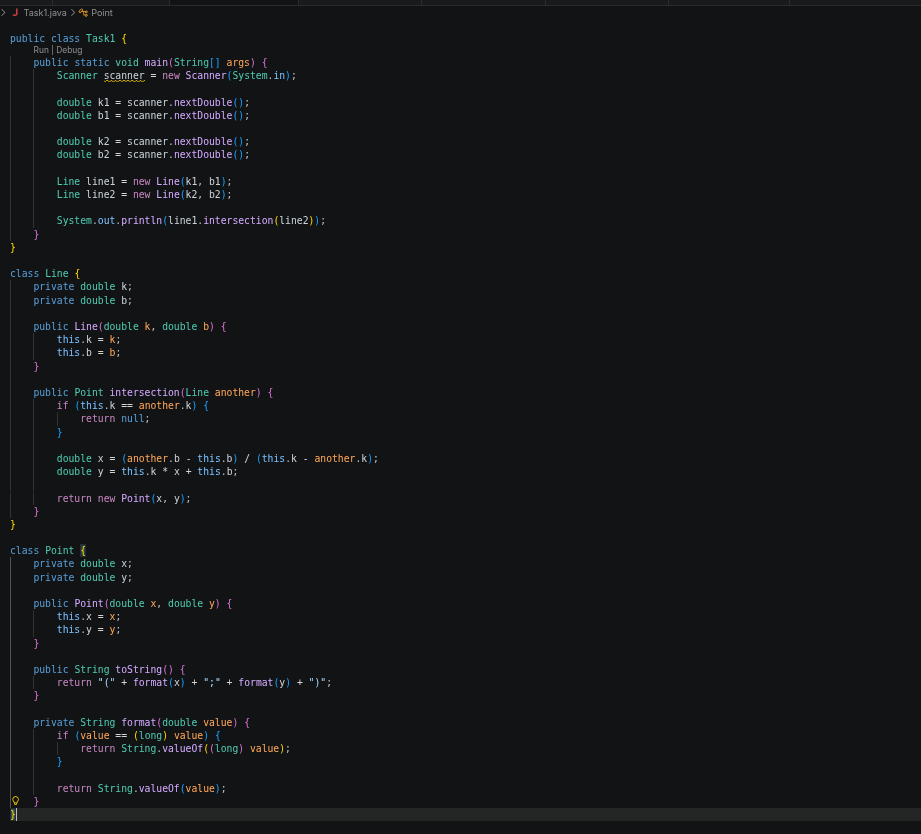 Task1.java > Point
public class Task1 {
Run | Debug
    public static void main(String[] args) {
        Scanner scanner = new Scanner(System.in);

        double k1 = scanner.nextDouble();
        double b1 = scanner.nextDouble();

        double k2 = scanner.nextDouble();
        double b2 = scanner.nextDouble();

        Line line1 = new Line(k1, b1);
        Line line2 = new Line(k2, b2);

        System.out.println(line1.intersection(line2));
    }
}

class Line {
    private double k;
    private double b;

    public Line(double k, double b) {
        this.k = k;
        this.b = b;
    }

    public Point intersection(Line another) {
        if (this.k == another.k) {
            return null;
        }

        double x = (another.b - this.b) / (this.k - another.k);
        double y = this.k * x + this.b;

        return new Point(x, y);
    }
}

class Point {
    private double x;
    private double y;

    public Point(double x, double y) {
        this.x = x;
        this.y = y;
    }

    public String toString() {
        return "(" + format(x) + ";" + format(y) + ")";
    }

    private String format(double value) {
        if (value == (long) value) {
            return String.valueOf((long) value);
        }

        return String.valueOf(value);
    }
}